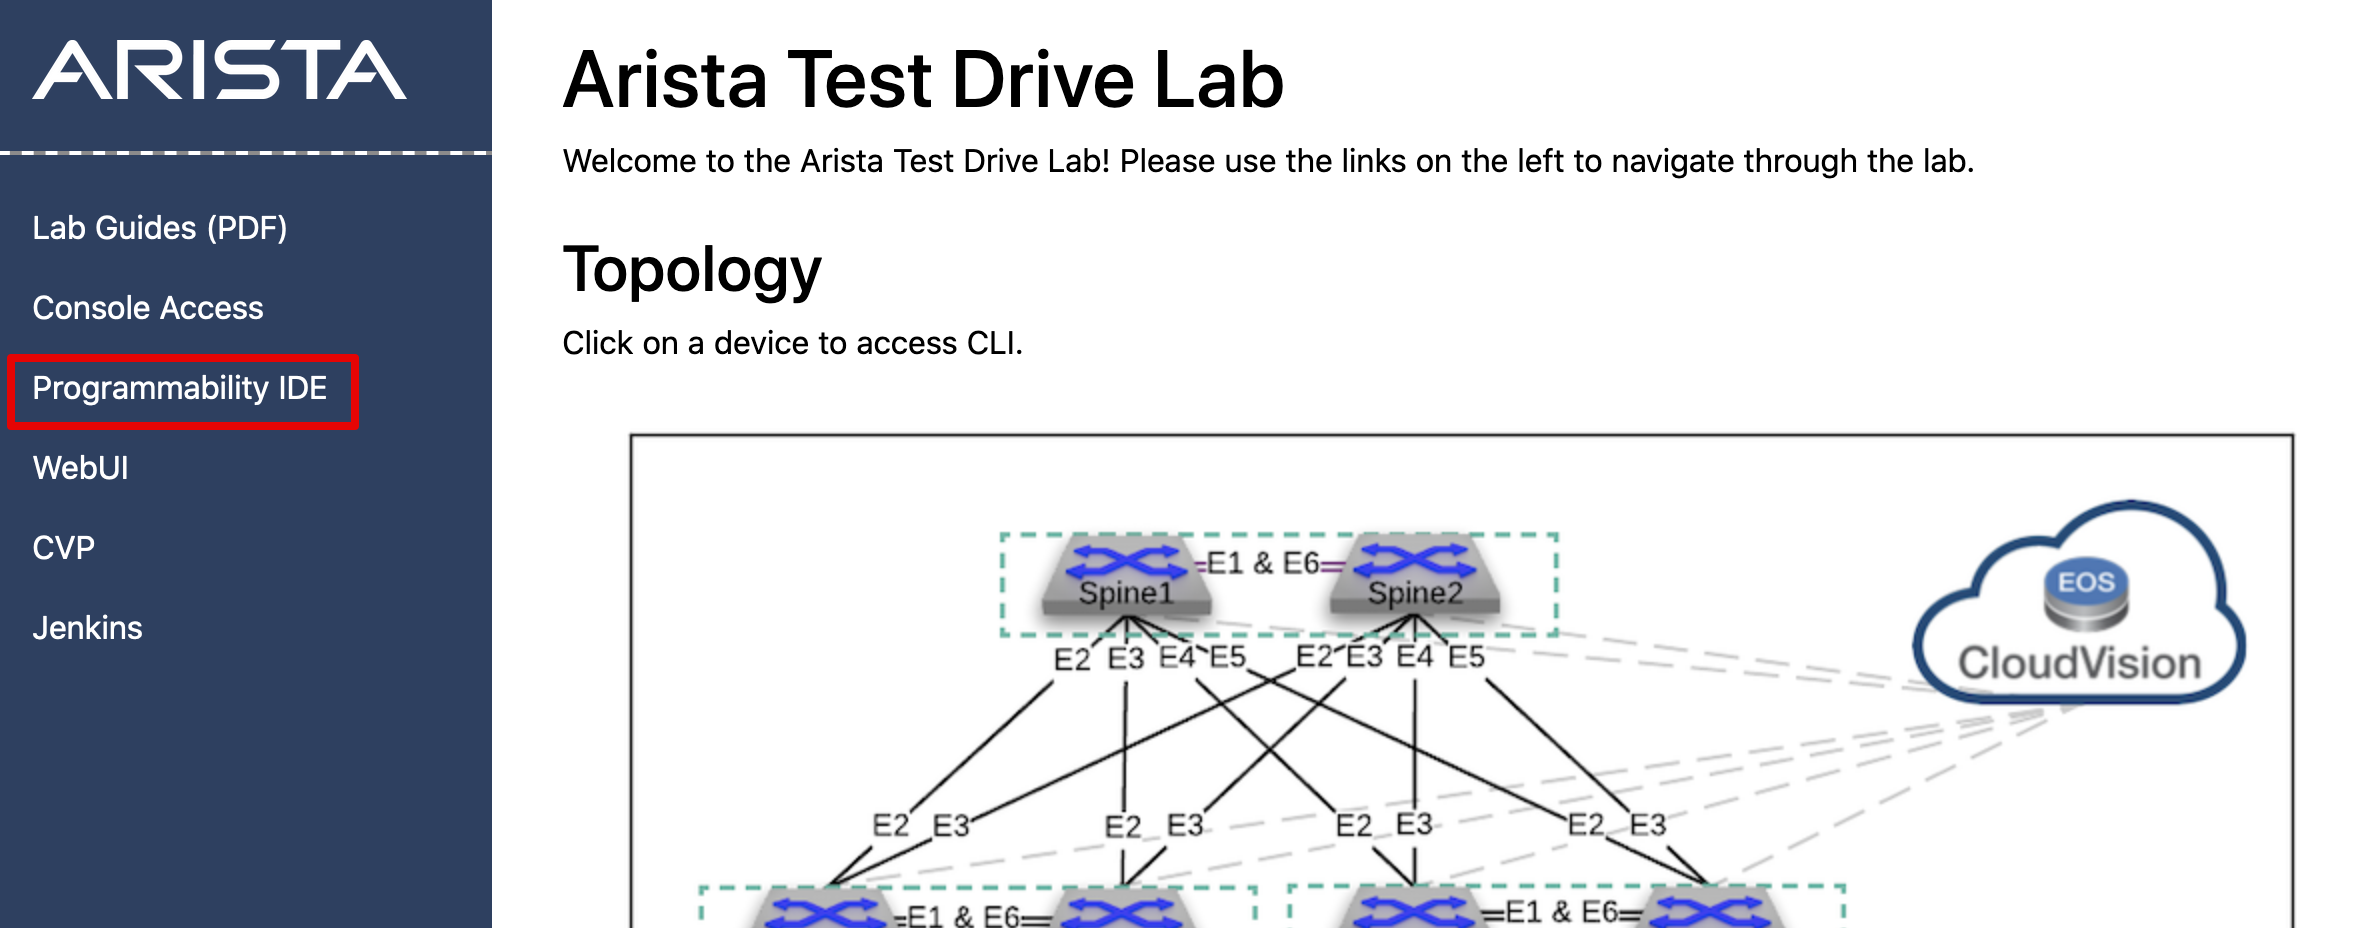 ARISTA
Lab Guides (PDF)
Console Access
Programmability IDE
WebUI
CVP
Jenkins
Arista Test Drive Lab
Welcome to the Arista Test Drive Lab! Please use the links on the left to navigate through the lab.
Topology
Click on a device to access CLI.
E1 & E6
Spine1
Spine2
EOS
CloudVision
E2 E3 E4 E5
E2 E3 E4 E5
E2 E3
E2 E3
E2 E3
E2 E3
E1 & E6
E1 & E6